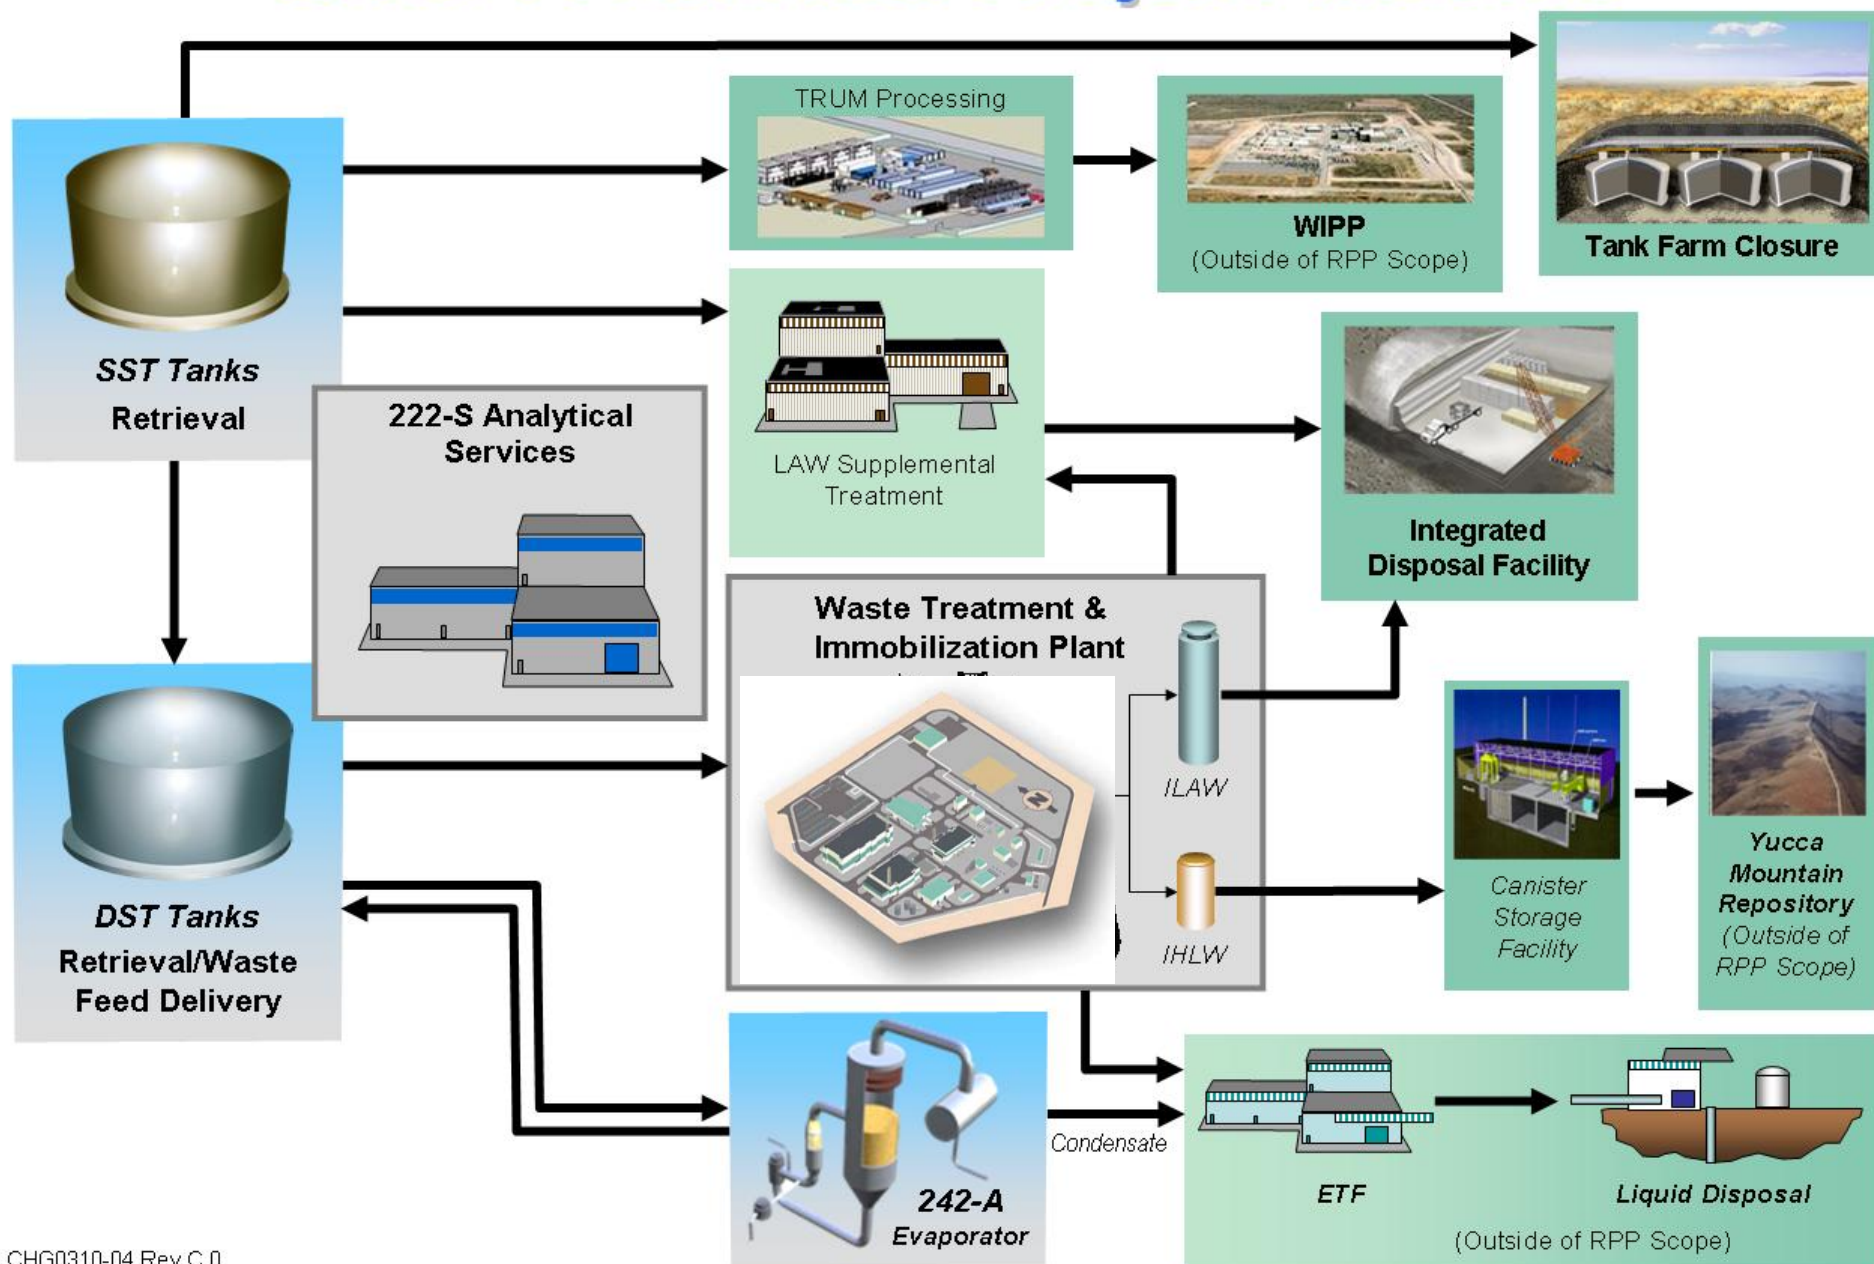 TRUM Processing
WIPP
(Outside of RPP Scope)
Tank Farm Closure
SST Tanks
Retrieval
222-S Analytical
Services
LAW Supplemental
Treatment
Integrated
Disposal Facility
Waste Treatment &
Immobilization Plant
ILAW
IHLW
N
Canister
Storage
Facility
Yucca
Mountain
Repository
(Outside of
RPP Scope)
DST Tanks
Retrieval/Waste
Feed Delivery
242-A
Evaporator
Condensate
ETF
Liquid Disposal
(Outside of RPP Scope)
CHG0310-04 Rev C.0